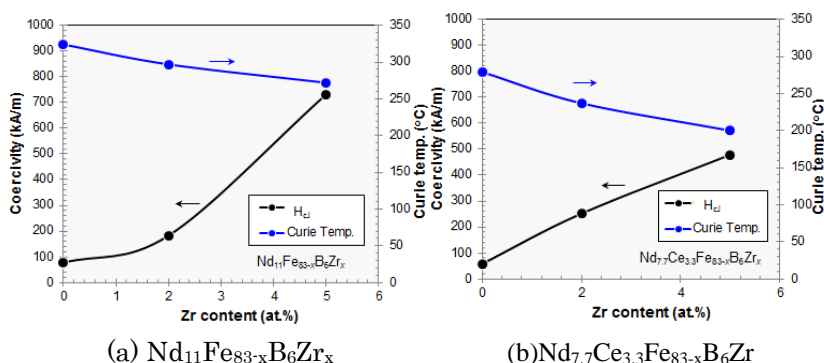 1000
900
800
700
600
500
400
300
200
100
0
Coercivity (kA/m)
350
300
250
200
150
100
50
0
Curie temp. (°C)
H_cJ
Curie Temp.
Nd₁₁Fe₈₃₋ₓB₆Zrₓ
0 1 2 3 4 5 6
Zr content (at.%)
(a) Nd₁₁Fe₈₃₋ₓB₆Zrₓ
1000
900
800
700
600
500
400
300
200
100
0
Coercivity (kA/m)
350
300
250
200
150
100
50
0
Curie temp. (°C)
H_cJ
Curie Temp.
Nd₇.₇Ce₃.₃Fe₈₃₋ₓB₆Zrₓ
0 2 4 6
Zr content (at.%)
(b)Nd₇.₇Ce₃.₃Fe₈₃₋ₓB₆Zr